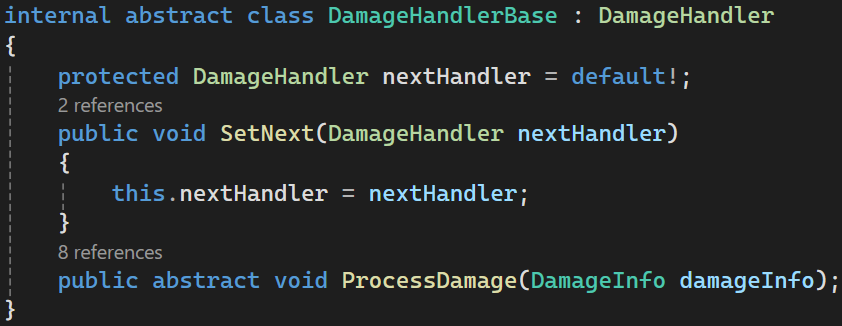 internal abstract class DamageHandlerBase : DamageHandler
{
    protected DamageHandler nextHandler = default!;
    2 references
    public void SetNext(DamageHandler nextHandler)
    {
        this.nextHandler = nextHandler;
    }
    8 references
    public abstract void ProcessDamage(DamageInfo damageInfo);
}